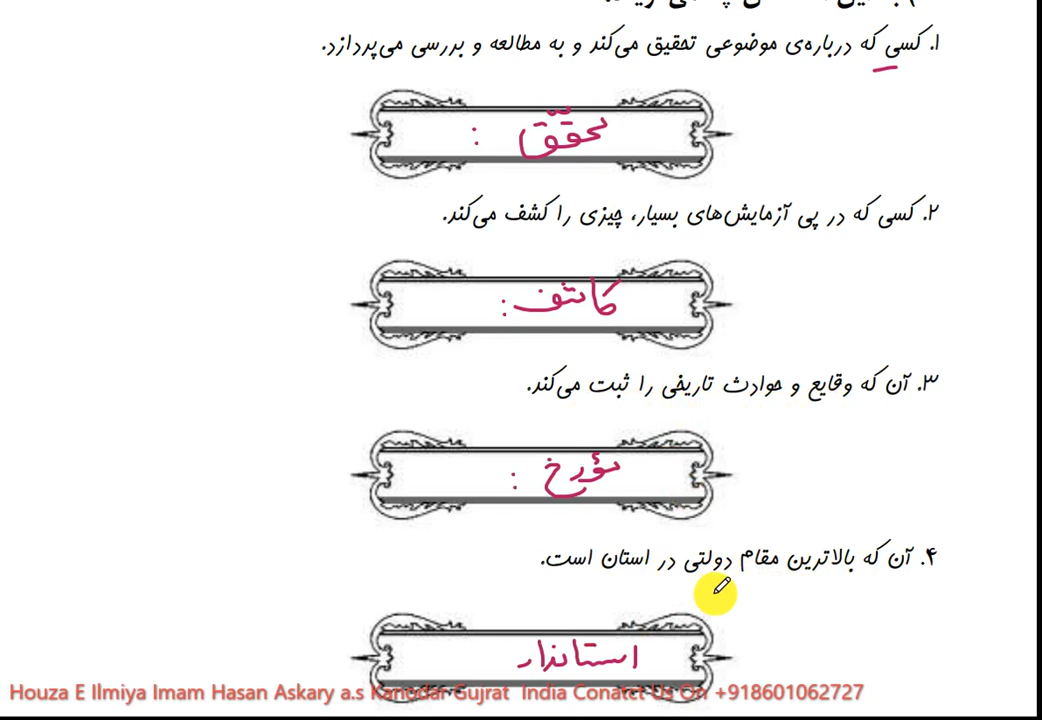 ۱. کسی که درباره‌ی موضوعی تحقیق می‌کند و به مطالعه و بررسی می‌پردازد.
محقّق :
۲. کسی که در پی آزمایش‌های بسیار، چیزی را کشف می‌کند.
کاشف :
۳. آن که وقایع و حوادث تاریخی را ثبت می‌کند.
مؤرخ :
۴. آن که بالاترین مقام دولتی در استان است.
استاندار
Houza E Ilmiya Imam Hasan Askary a.s Kanodar Gujrat India Conatct Us On +918601062727